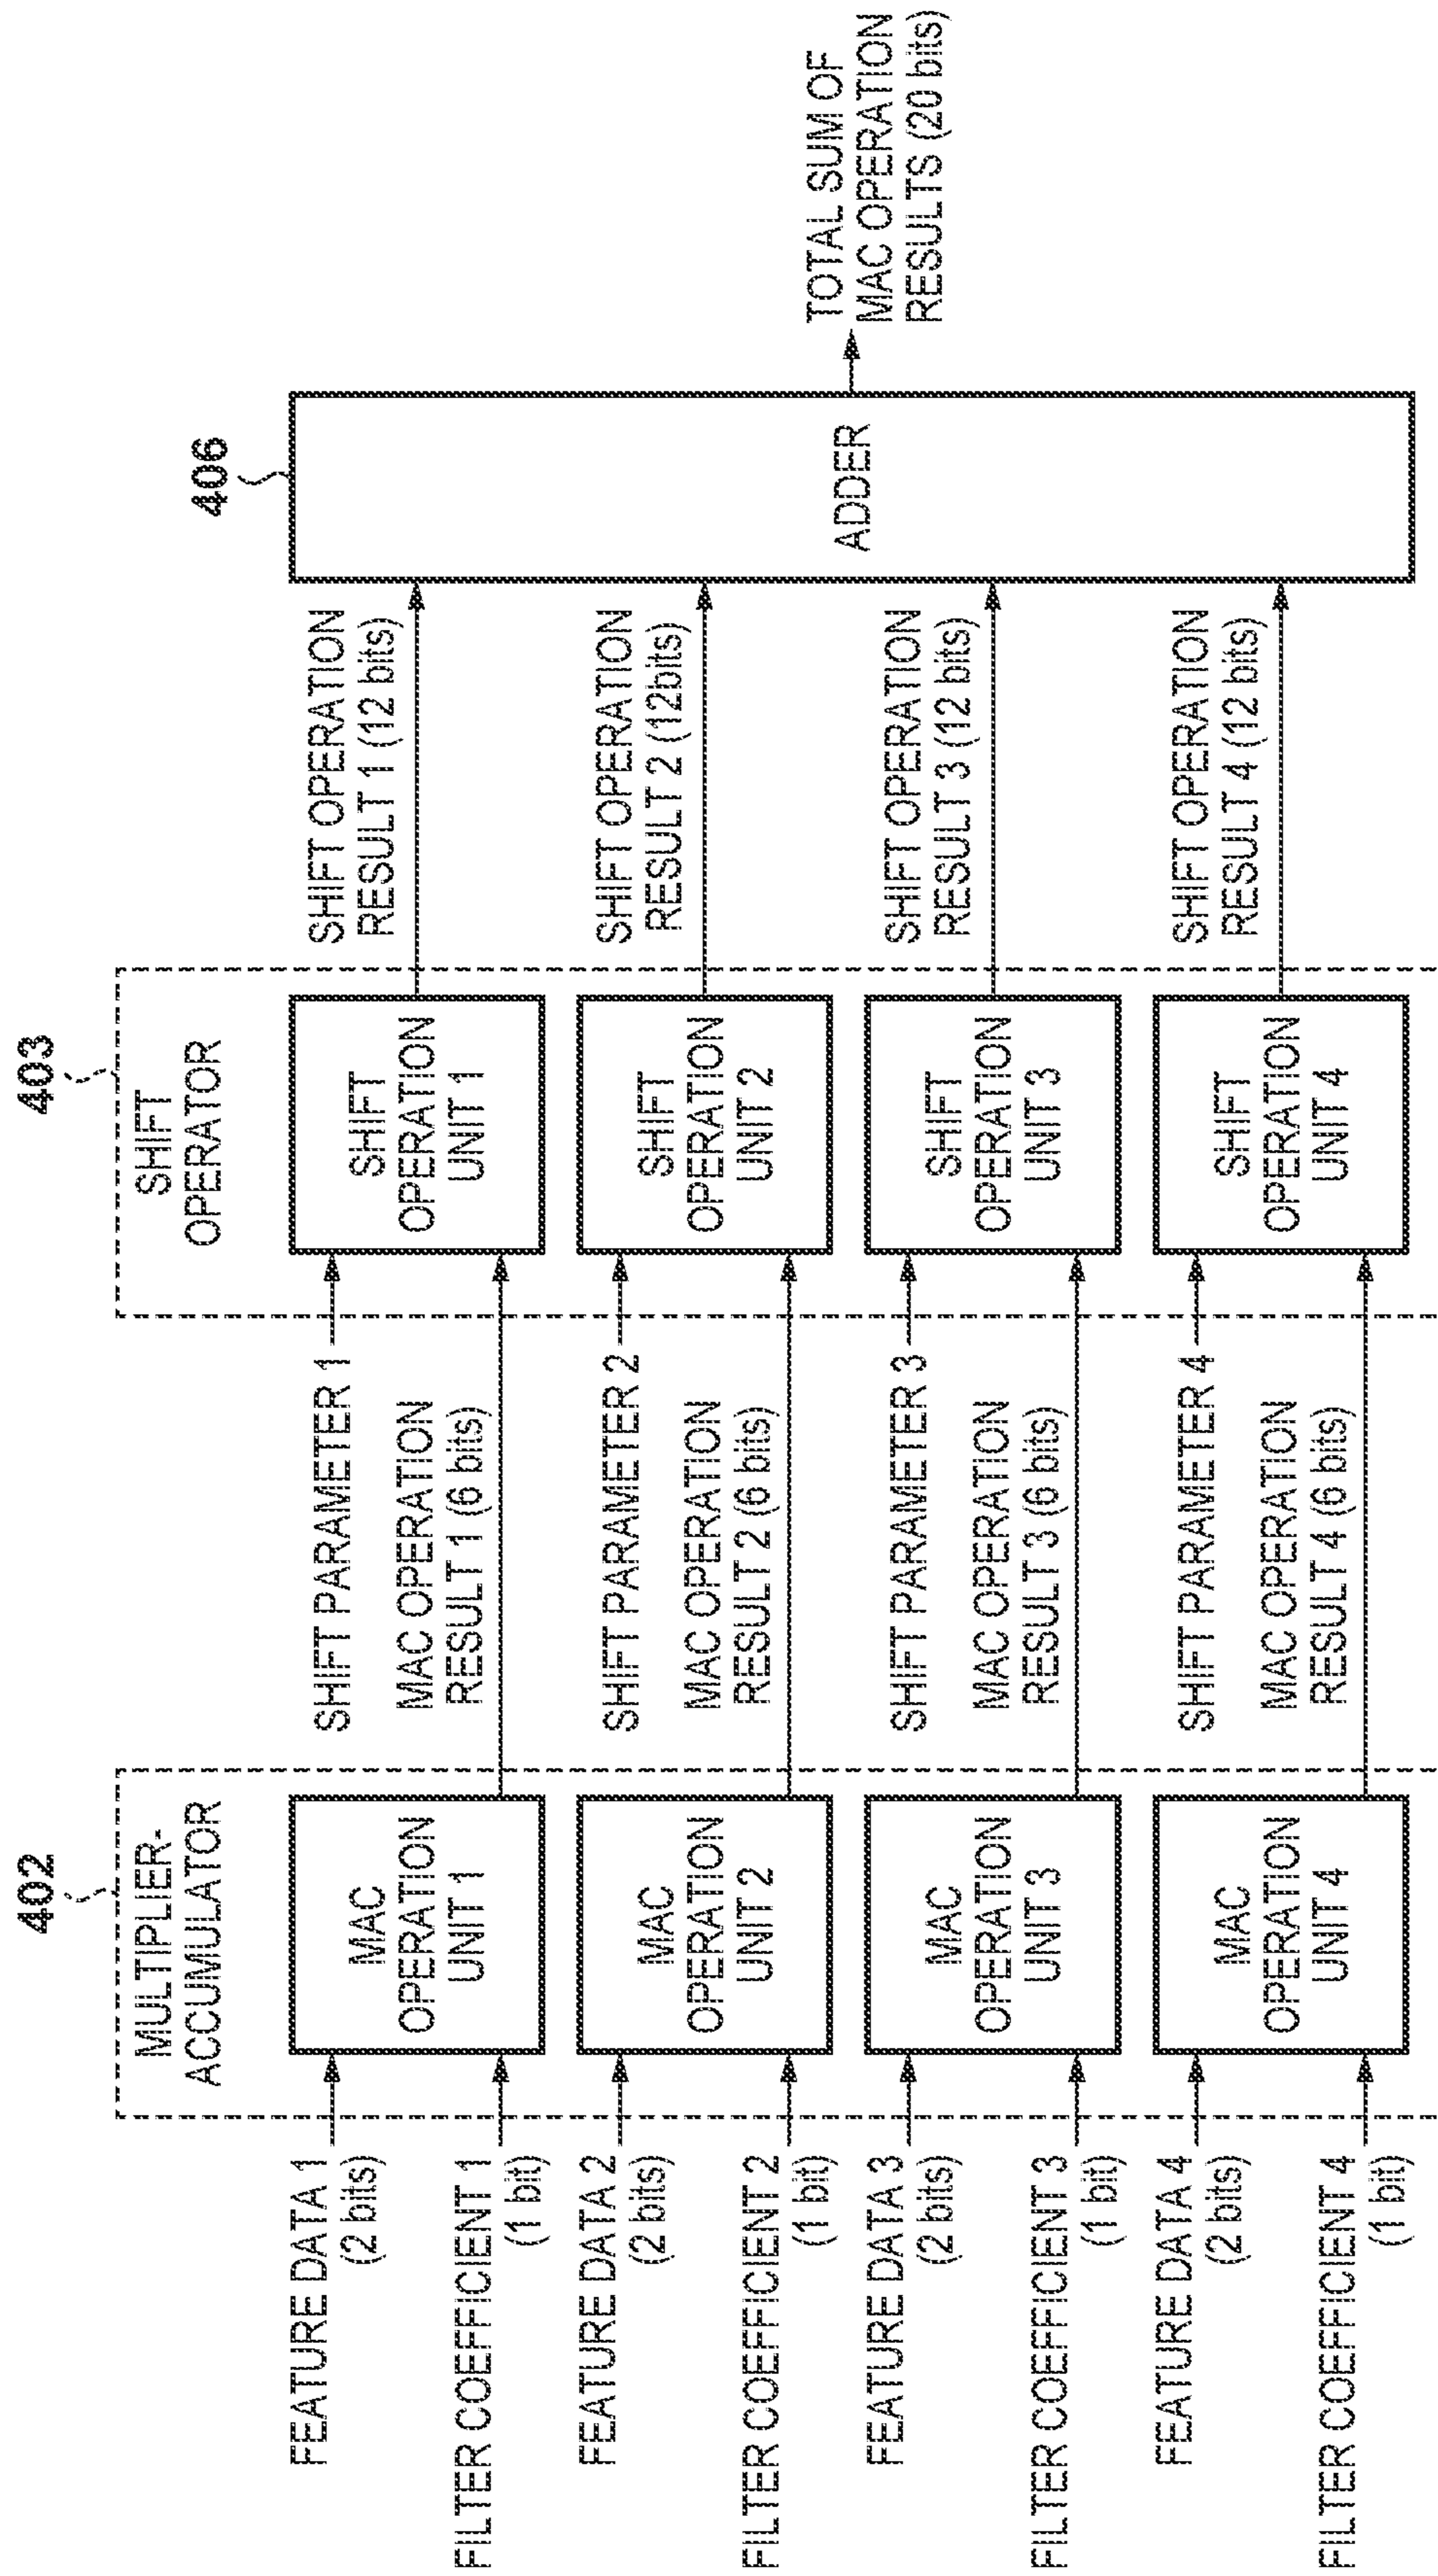 402
MULTIPLIER-
ACCUMULATOR
403
SHIFT
OPERATOR
406
FEATURE DATA 1
(2 bits)
FILTER COEFFICIENT 1
(1 bit)
MAC
OPERATION
UNIT 1
SHIFT PARAMETER 1
MAC OPERATION
RESULT 1 (6 bits)
SHIFT
OPERATION
UNIT 1
SHIFT OPERATION
RESULT 1 (12 bits)
FEATURE DATA 2
(2 bits)
FILTER COEFFICIENT 2
(1 bit)
MAC
OPERATION
UNIT 2
SHIFT PARAMETER 2
MAC OPERATION
RESULT 2 (6 bits)
SHIFT
OPERATION
UNIT 2
SHIFT OPERATION
RESULT 2 (12bits)
FEATURE DATA 3
(2 bits)
FILTER COEFFICIENT 3
(1 bit)
MAC
OPERATION
UNIT 3
SHIFT PARAMETER 3
MAC OPERATION
RESULT 3 (6 bits)
SHIFT
OPERATION
UNIT 3
SHIFT OPERATION
RESULT 3 (12 bits)
FEATURE DATA 4
(2 bits)
FILTER COEFFICIENT 4
(1 bit)
MAC
OPERATION
UNIT 4
SHIFT PARAMETER 4
MAC OPERATION
RESULT 4 (6 bits)
SHIFT
OPERATION
UNIT 4
SHIFT OPERATION
RESULT 4 (12 bits)
ADDER
TOTAL SUM OF
MAC OPERATION
RESULTS (20 bits)